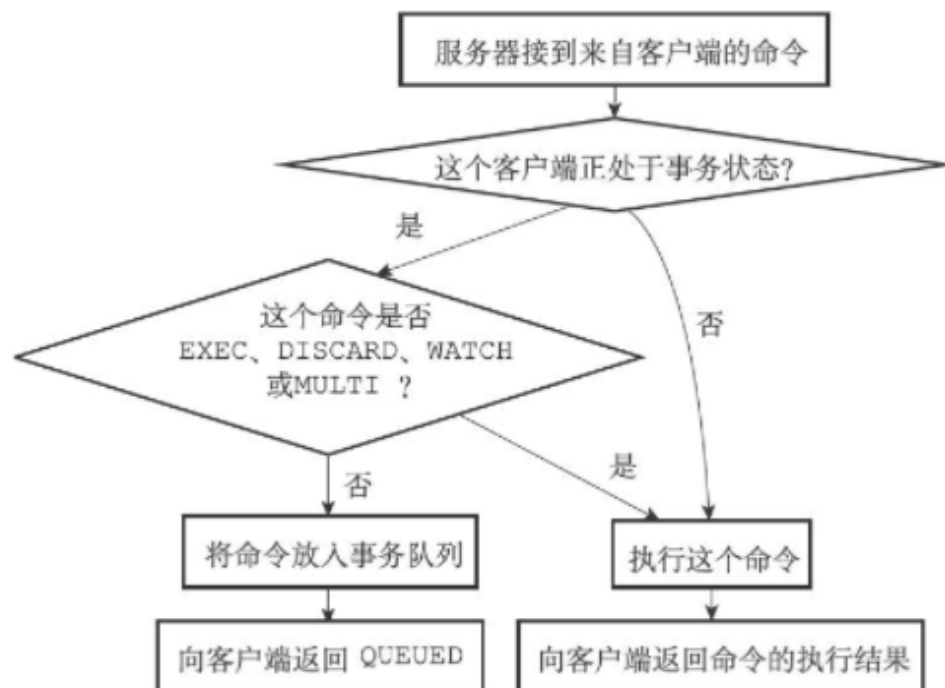 服务器接到来自客户端的命令
这个客户端正处于事务状态?
是
否
这个命令是否
EXEC、DISCARD、WATCH
或MULTI ?
是
否
将命令放入事务队列
执行这个命令
向客户端返回 QUEUED
向客户端返回命令的执行结果